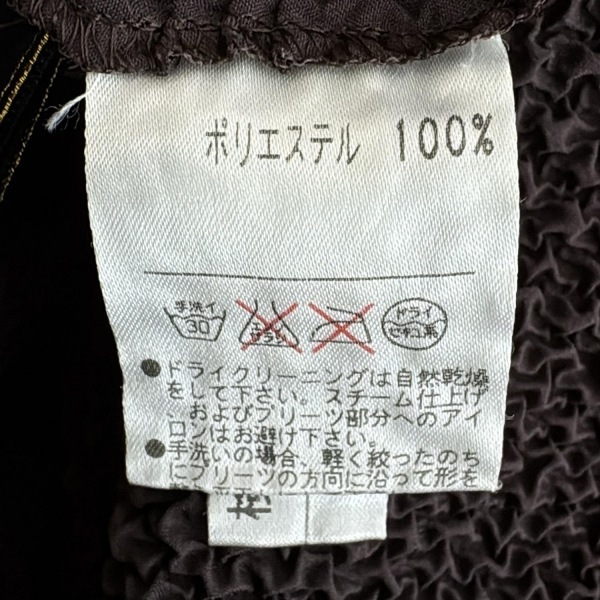 ポリエステル 100%
手洗イ
30
エンソ
サラシ
ドライ
セキユ系
●ドライクリーニングは自然乾燥
をして下さい。スチーム仕上げ
、およびプリーツ部分へのアイ
ロンはお避け下さい。
●手洗いの場合、軽く絞ったのち
にプリーツの方向に沿って形を